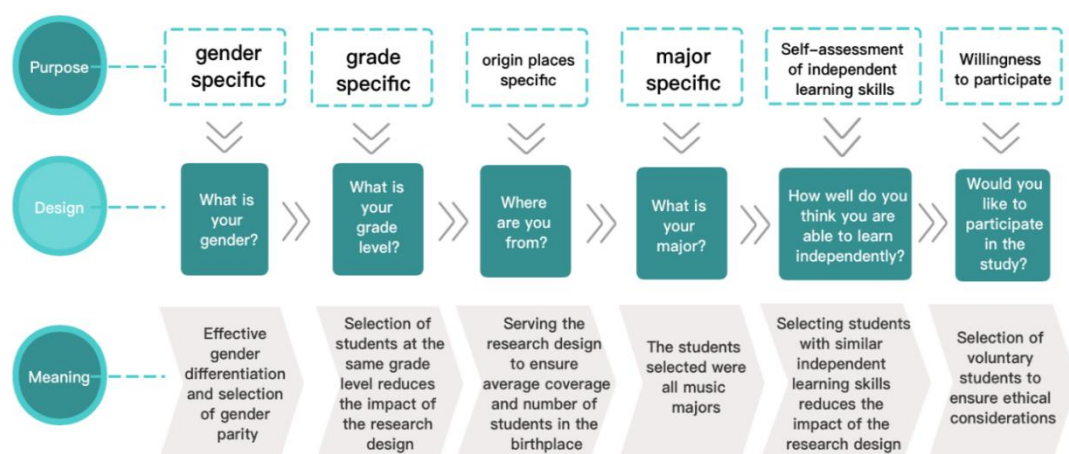 Purpose
gender
specific
grade
specific
origin places
specific
major
specific
Self-assessment
of independent
learning skills
Willingness
to participate
Design
What is
your
gender?
What is
your
grade
level?
Where
are you
from?
What is
your
major?
How well do you
think you are
able to learn
independently?
Would you
like to
participate
in the
study?
Meaning
Effective
gender
differentiation
and selection
of gender
parity
Selection of
students at the
same grade
level reduces
the impact of
the research
design
Serving the
research design
to ensure
average coverage
and number of
students in the
birthplace
The students
selected were
all music
majors
Selecting students
with similar
independent
learning skills
reduces the
impact of the
research design
Selection of
voluntary
students to
ensure ethical
considerations